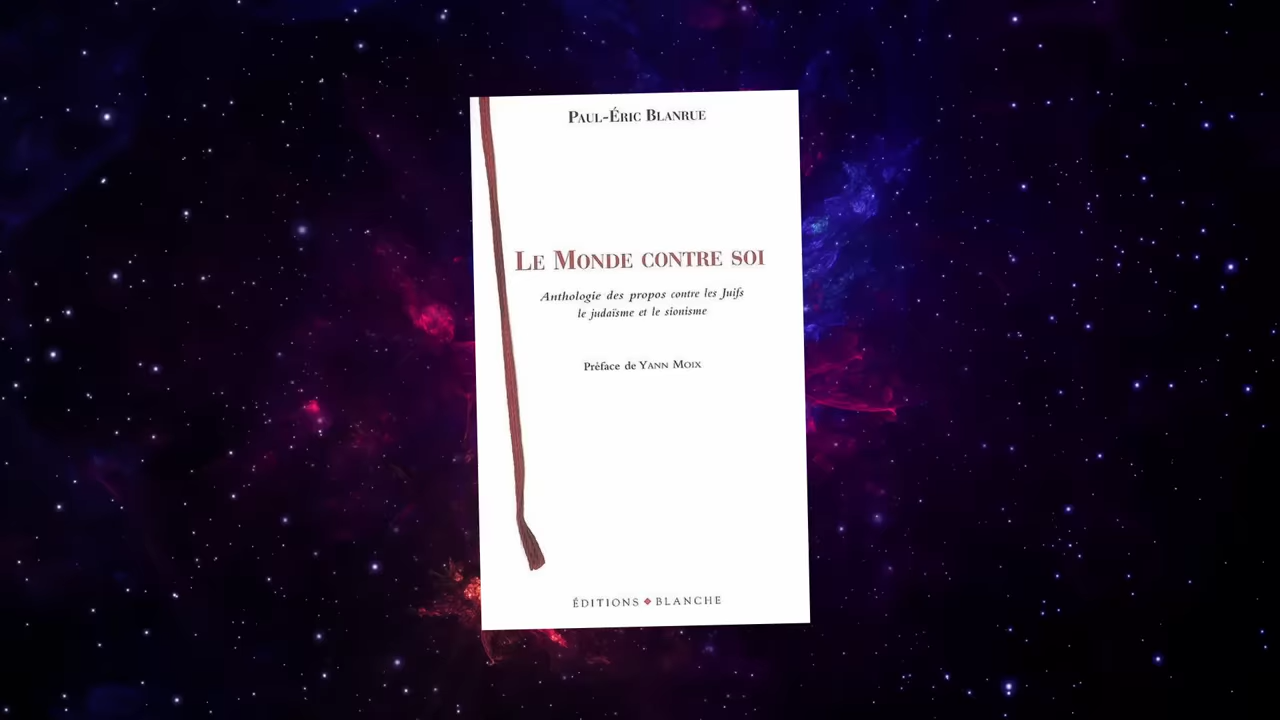 Paul-Éric Blanrue
Le Monde contre soi
Anthologie des propos contre les Juifs
le judaïsme et le sionisme
Préface de Yann Moix
ÉDITIONS BLANCHE